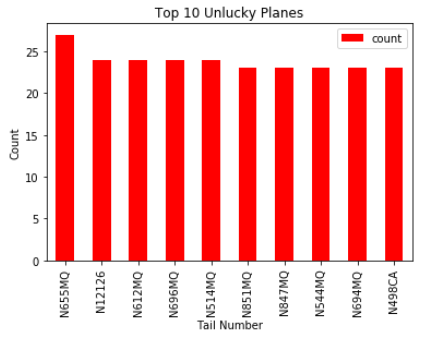 Top 10 Unlucky Planes
count
25
20
15
10
5
0
Count
N655MQ
N12126
N612MQ
N696MQ
N514MQ
N851MQ
N847MQ
N544MQ
N694MQ
N498CA
Tail Number